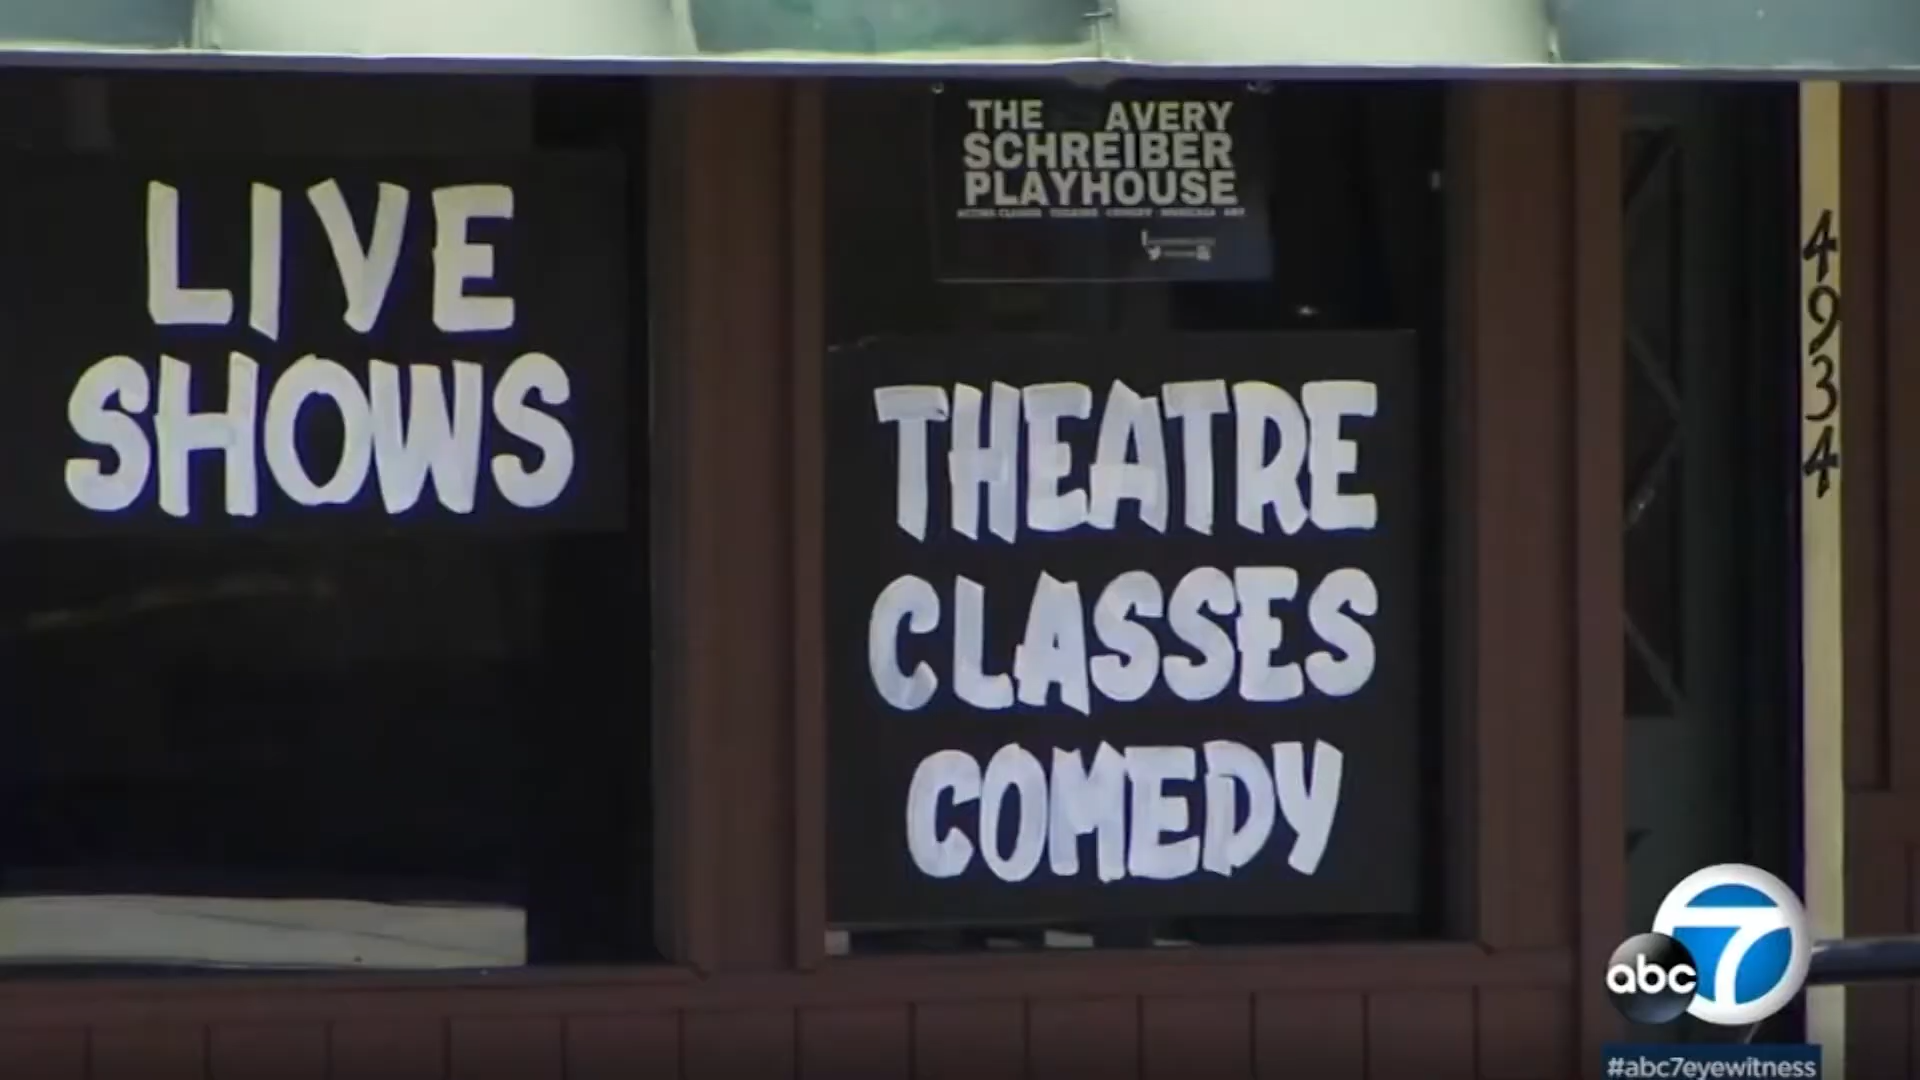 LIVE
SHOWS
THE AVERY
SCHREIBER
PLAYHOUSE
THEATRE
CLASSES
COMEDY
4934
abc 7
#abc7eyewitness